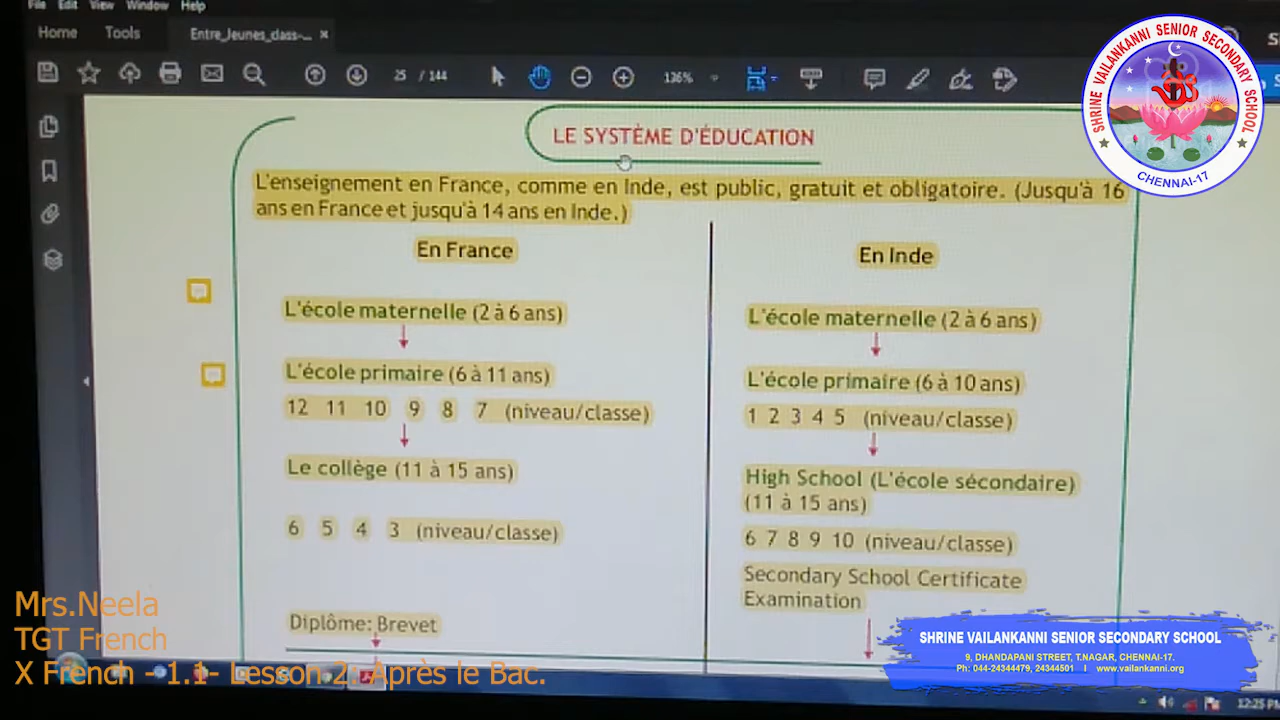 File Edit View Window Help
Home Tools Entre_Jeunes_class-... ×
25 / 144 136%
LE SYSTÈME D'ÉDUCATION
L'enseignement en France, comme en Inde, est public, gratuit et obligatoire. (Jusqu'à 16
ans en France et jusqu'à 14 ans en Inde.)
En France
L'école maternelle (2 à 6 ans)
L'école primaire (6 à 11 ans)
12 11 10 9 8 7 (niveau/classe)
Le collège (11 à 15 ans)
6 5 4 3 (niveau/classe)
Diplôme: Brevet
En Inde
L'école maternelle (2 à 6 ans)
L'école primaire (6 à 10 ans)
1 2 3 4 5 (niveau/classe)
High School (L'école sécondaire)
(11 à 15 ans)
6 7 8 9 10 (niveau/classe)
Secondary School Certificate
Examination
SHRINE VAILANKANNI SENIOR SECONDARY SCHOOL
CHENNAI-17
Mrs.Neela
TGT French
X French - 1.1- Lesson 2: Après le Bac.
SHRINE VAILANKANNI SENIOR SECONDARY SCHOOL
9, DHANDAPANI STREET, T.NAGAR, CHENNAI-17.
Ph: 044-24344479, 24344501 I www.vailankanni.org
12:25 PM